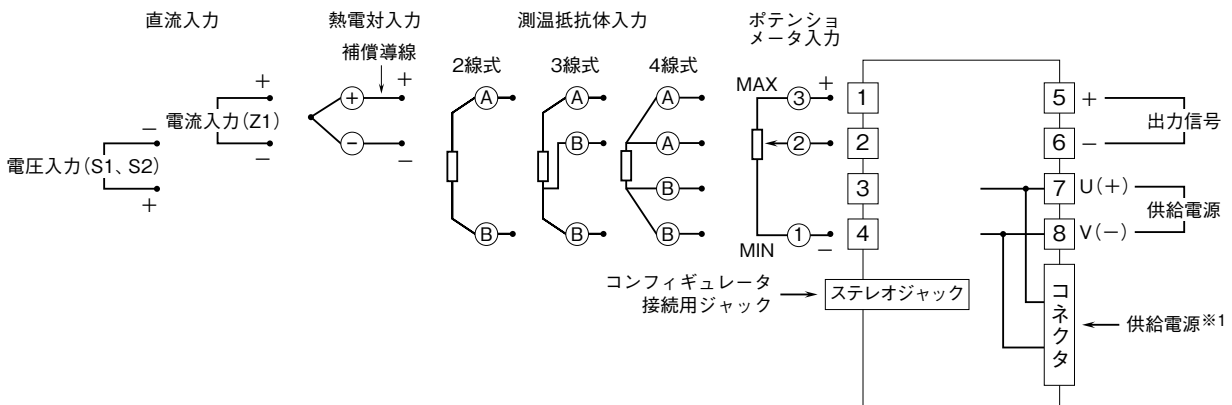 直流入力
熱電対入力
測温抵抗体入力
ポテンショ
メータ入力
補償導線
2線式
3線式
4線式
+
電流入力(Z1)
−
−
電圧入力(S1、S2)
+
+
+
−
−
A
B
A
B
B
A
A
B
B
MAX
3
+
2
1
−
MIN
1
2
3
4
5
+
6
−
出力信号
7
U(+)
8
V(−)
供給電源
コンフィギュレータ
接続用ジャック
ステレオジャック
コネクタ
供給電源※1